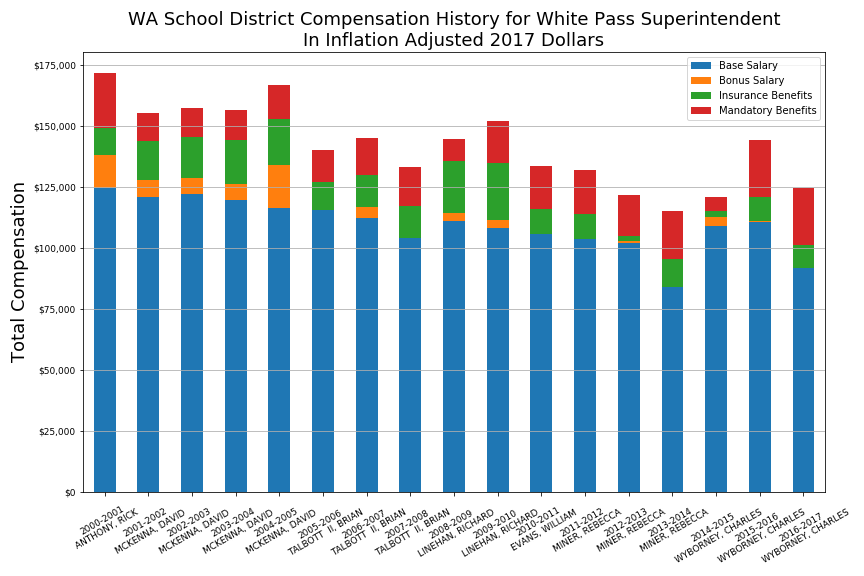 WA School District Compensation History for White Pass Superintendent
In Inflation Adjusted 2017 Dollars
Total Compensation
$175,000
$150,000
$125,000
$100,000
$75,000
$50,000
$25,000
$0
Base Salary
Bonus Salary
Insurance Benefits
Mandatory Benefits
2000-2001
ANTHONY, RICK
2001-2002
MCKENNA, DAVID
2002-2003
MCKENNA, DAVID
2003-2004
MCKENNA, DAVID
2004-2005
MCKENNA, DAVID
2005-2006
TALBOTT II, BRIAN
2006-2007
TALBOTT II, BRIAN
2007-2008
TALBOTT II, BRIAN
2008-2009
LINEHAN, RICHARD
2009-2010
LINEHAN, RICHARD
2010-2011
EVANS, WILLIAM
2011-2012
MINER, REBECCA
2012-2013
MINER, REBECCA
2013-2014
MINER, REBECCA
2014-2015
WYBORNEY, CHARLES
2015-2016
WYBORNEY, CHARLES
2016-2017
WYBORNEY, CHARLES